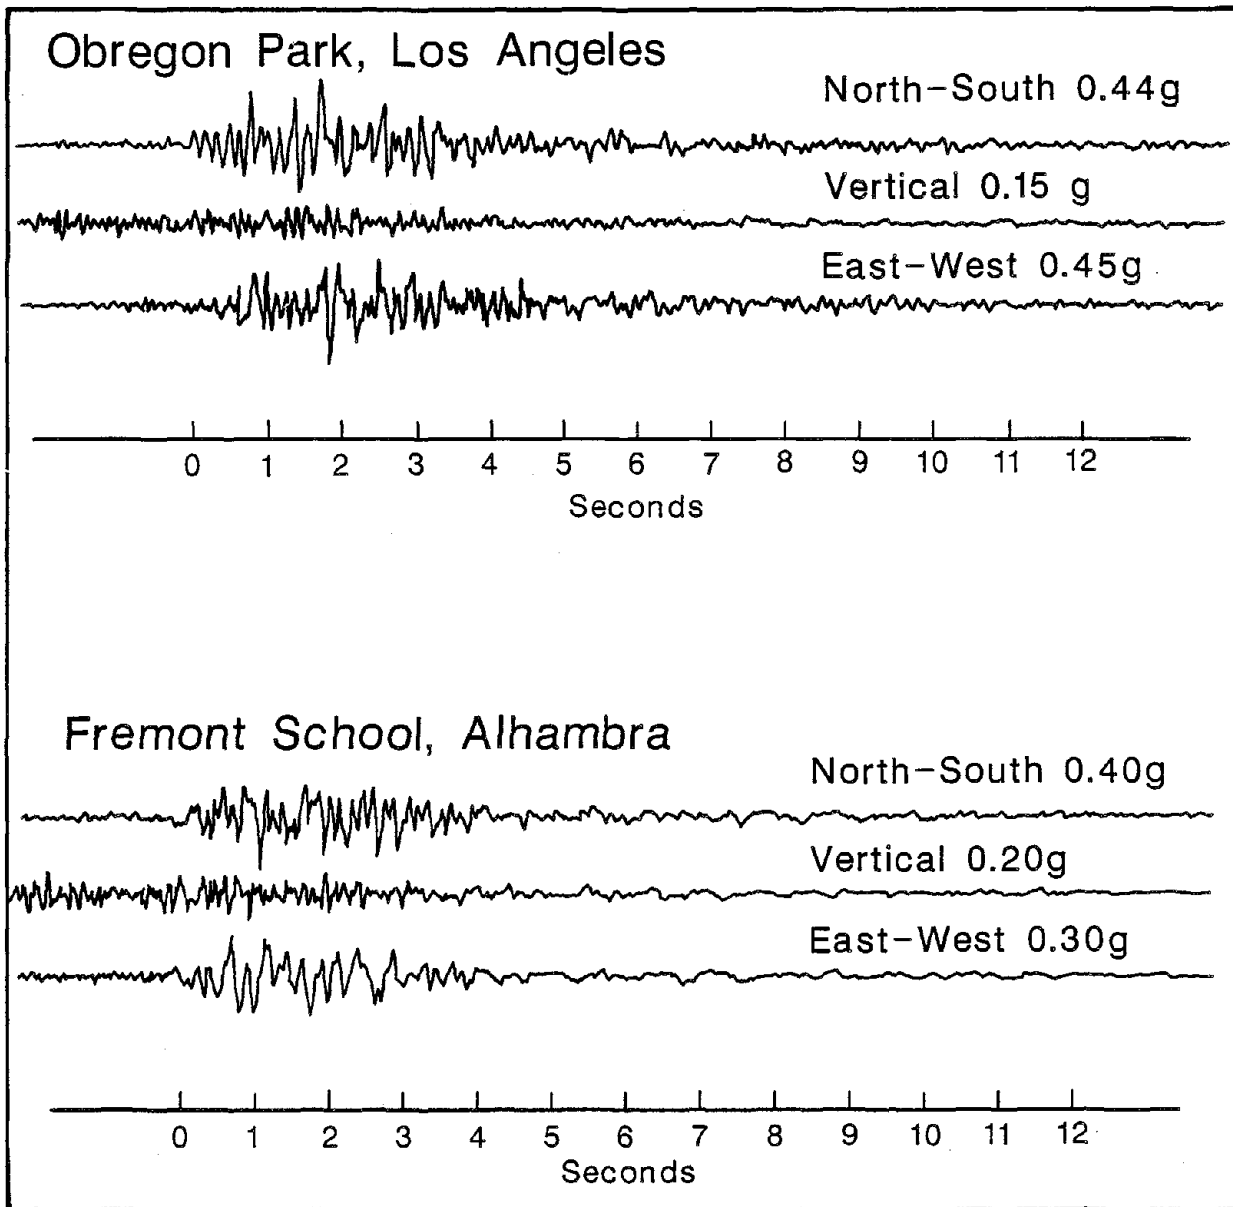 Obregon Park, Los Angeles
North-South 0.44g
Vertical 0.15 g
East-West 0.45g
0 1 2 3 4 5 6 7 8 9 10 11 12
Seconds
Fremont School, Alhambra
North-South 0.40g
Vertical 0.20g
East-West 0.30g
0 1 2 3 4 5 6 7 8 9 10 11 12
Seconds